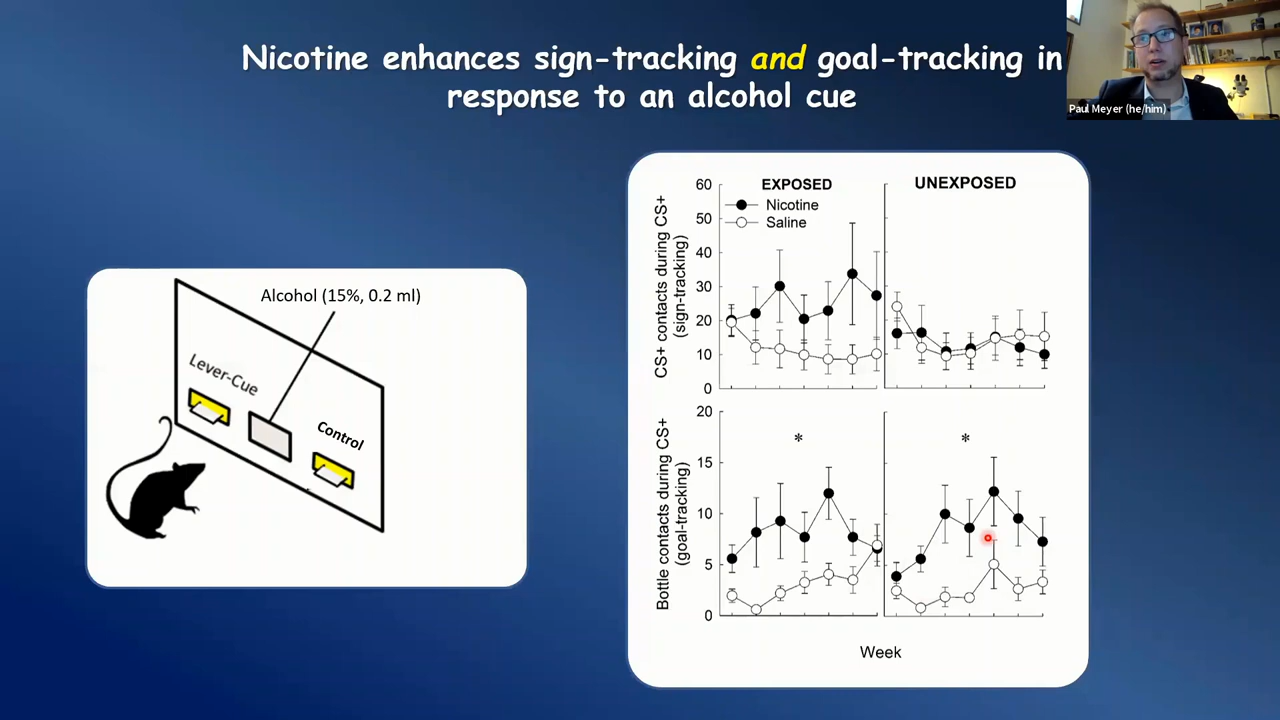 Nicotine enhances sign-tracking and goal-tracking in
response to an alcohol cue
Paul Meyer (he/him)
Alcohol (15%, 0.2 ml)
Lever-Cue
Control
EXPOSED
UNEXPOSED
Nicotine
Saline
CS+ contacts during CS+
(sign-tracking)
60
50
40
30
20
10
0
Bottle contacts during CS+
(goal-tracking)
20
15
10
5
0
*
*
Week